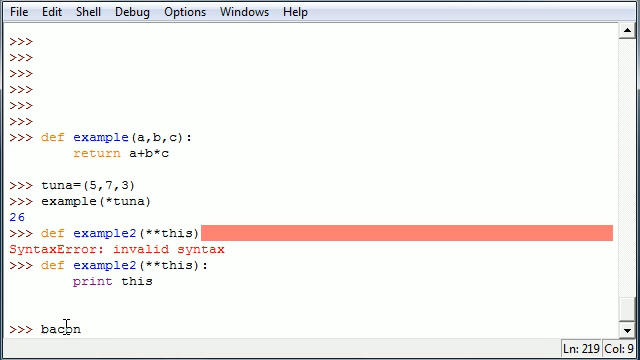 File Edit Shell Debug Options Windows Help
>>>
>>>
>>>
>>>
>>>
>>>
>>> def example(a,b,c):
return a+b*c
>>> tuna=(5,7,3)
>>> example(*tuna)
26
>>> def example2(**this)
SyntaxError: invalid syntax
>>> def example2(**this):
print this
>>> bacon
Ln: 219 Col: 9